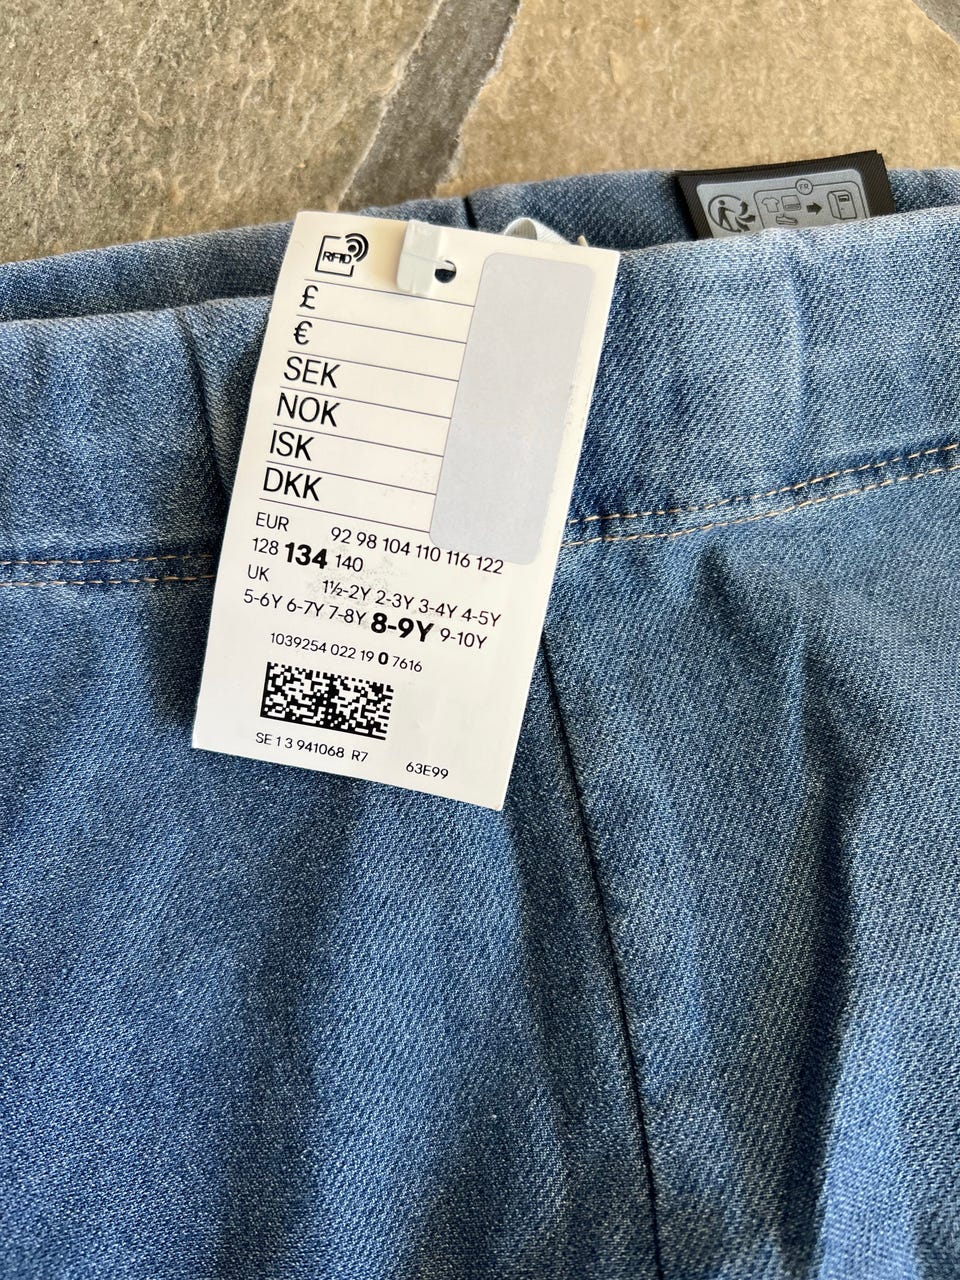 FR
RFID
£
€
SEK
NOK
ISK
DKK
EUR 92 98 104 110 116 122
128 134 140
UK 1½-2Y 2-3Y 3-4Y 4-5Y
5-6Y 6-7Y 7-8Y 8-9Y 9-10Y
1039254 022 19 0 7616
SE 1 3 941068 R7 63E99